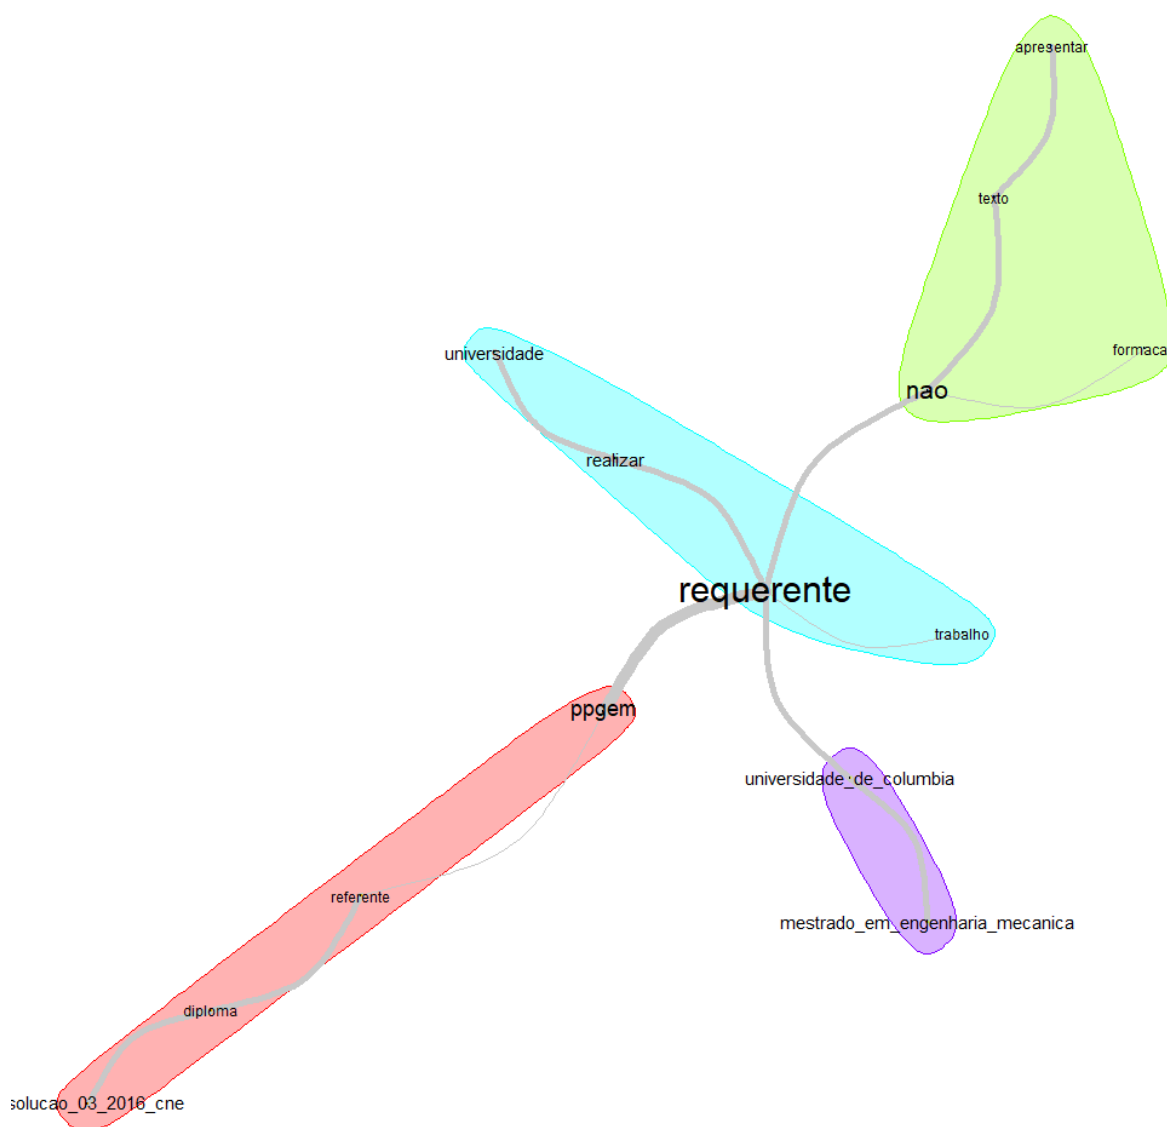 apresentar
texto
formaca
universidade
nao
realizar
requerente
trabalho
ppgem
universidade_de_columbia
referente
mestrado_em_engenharia_mecanica
diploma
solucao_03_2016_cne